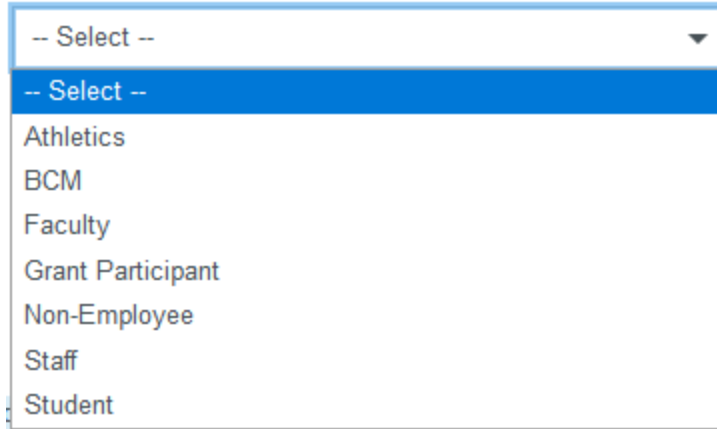 -- Select --
-- Select --
Athletics
BCM
Faculty
Grant Participant
Non-Employee
Staff
Student